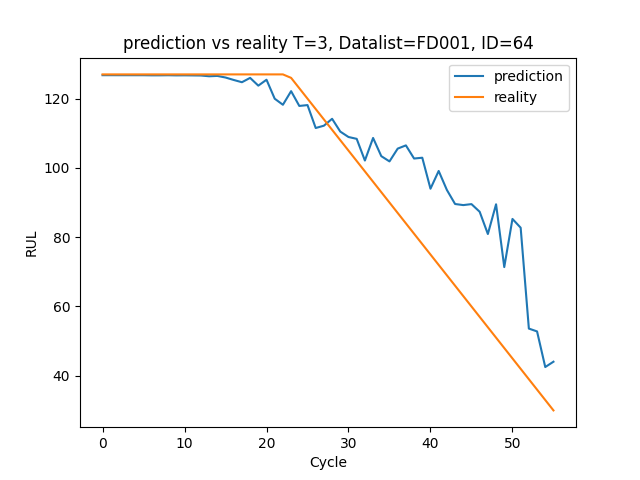 prediction vs reality T=3, Datalist=FD001, ID=64
prediction
reality
120
100
80
60
40
RUL
0 10 20 30 40 50
Cycle